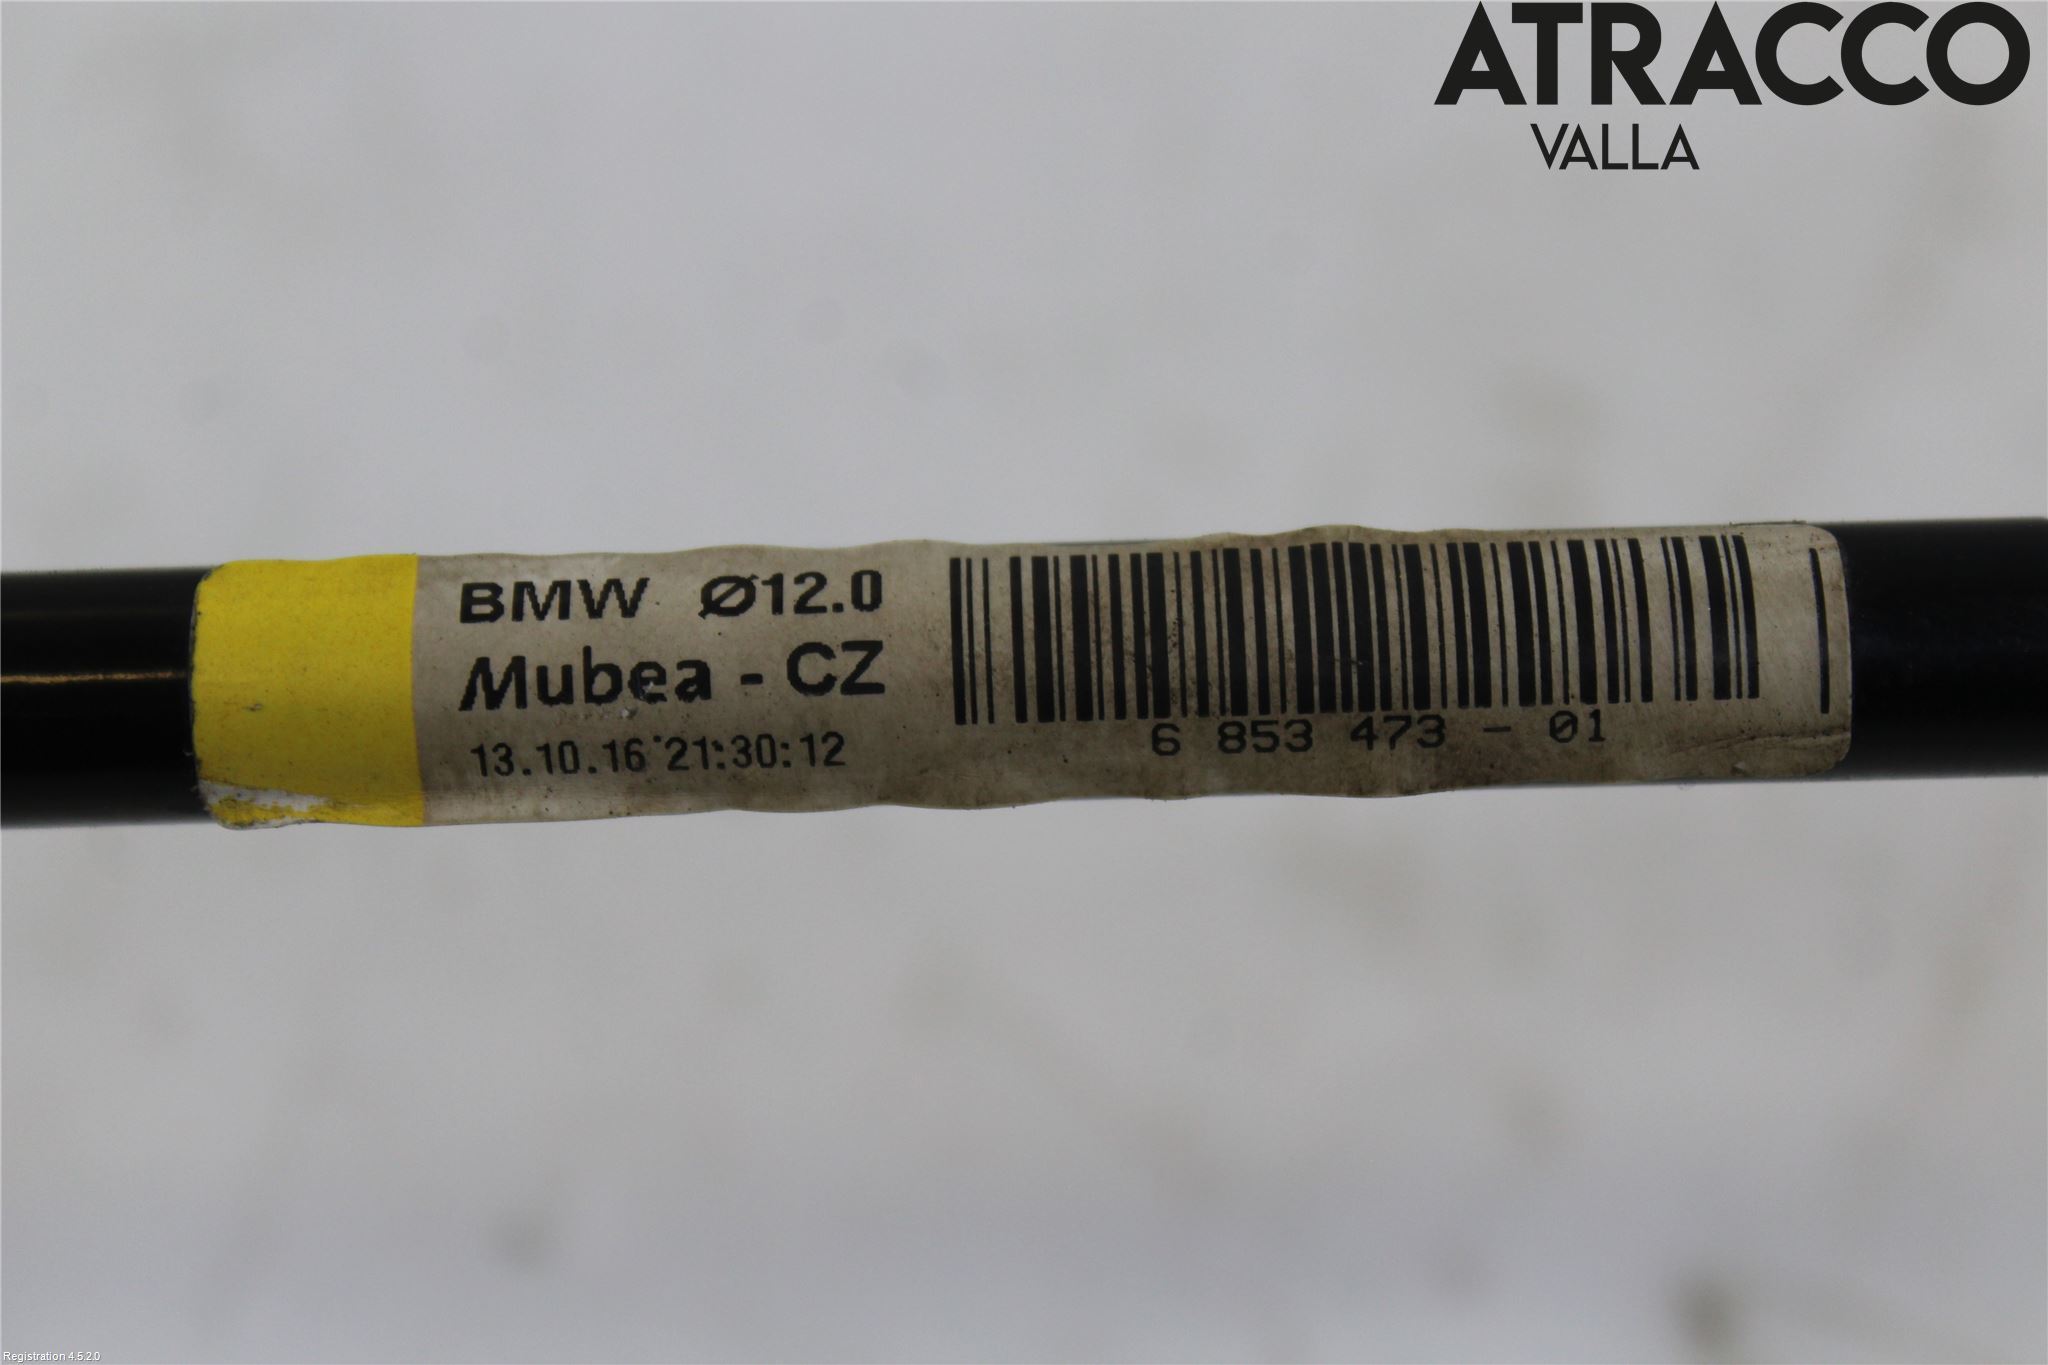 ATRACCO
VALLA
BMW Ø12.0
Mubea - CZ
13.10.16 21:30:12
6 853 473 - 01
Registration 4.5.2.0